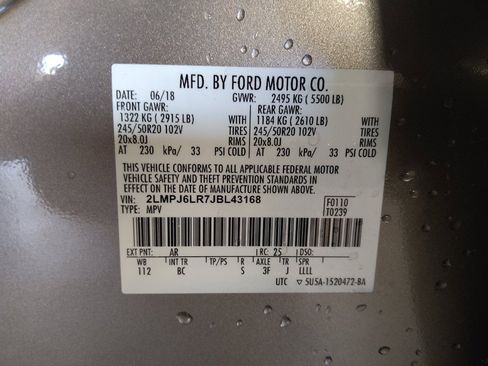 MFD. BY FORD MOTOR CO.
DATE: 06/18 GVWR: 2495 KG ( 5500 LB)
FRONT GAWR: REAR GAWR:
1322 KG ( 2915 LB) WITH 1184 KG ( 2610 LB) WITH
245/50R20 102V TIRES 245/50R20 102V TIRES
20x8.0J RIMS 20x8.0J RIMS
AT 230 kPa/ 33 PSI COLD AT 230 kPa/ 33 PSI COLD
THIS VEHICLE CONFORMS TO ALL APPLICABLE FEDERAL MOTOR
VEHICLE SAFETY AND THEFT PREVENTION STANDARDS IN
EFFECT ON THE DATE OF MANUFACTURE SHOWN ABOVE.
VIN: 2LMPJ6LR7JBL43168 F0110
TYPE: MPV T0239
EXT PNT: AR RC: 25 DSO:
WB INT TR TP/PS R AXLE TR SPR
112 BC S 3F J LLLL
UTC ▽ 5U5A-1520472-BA